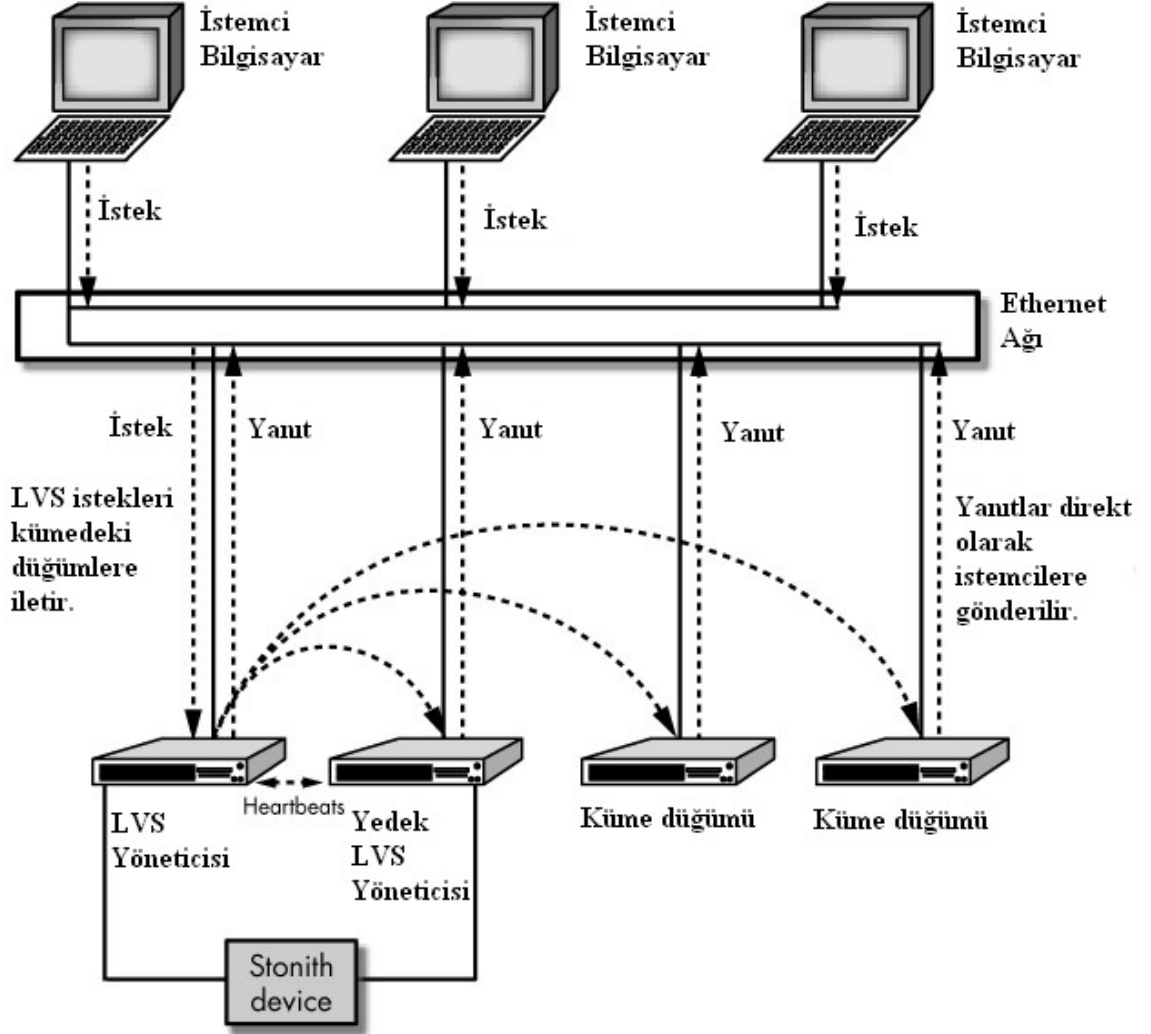 İstemci
Bilgisayar
İstemci
Bilgisayar
İstemci
Bilgisayar
İstek
İstek
İstek
Ethernet
Ağı
İstek
Yanıt
Yanıt
Yanıt
Yanıt
LVS istekleri
kümedeki
düğümlere
iletir.
Yanıtlar direkt
olarak
istemcilere
gönderilir.
Heartbeats
LVS
Yöneticisi
Yedek
LVS
Yöneticisi
Küme düğümü
Küme düğümü
Stonith
device